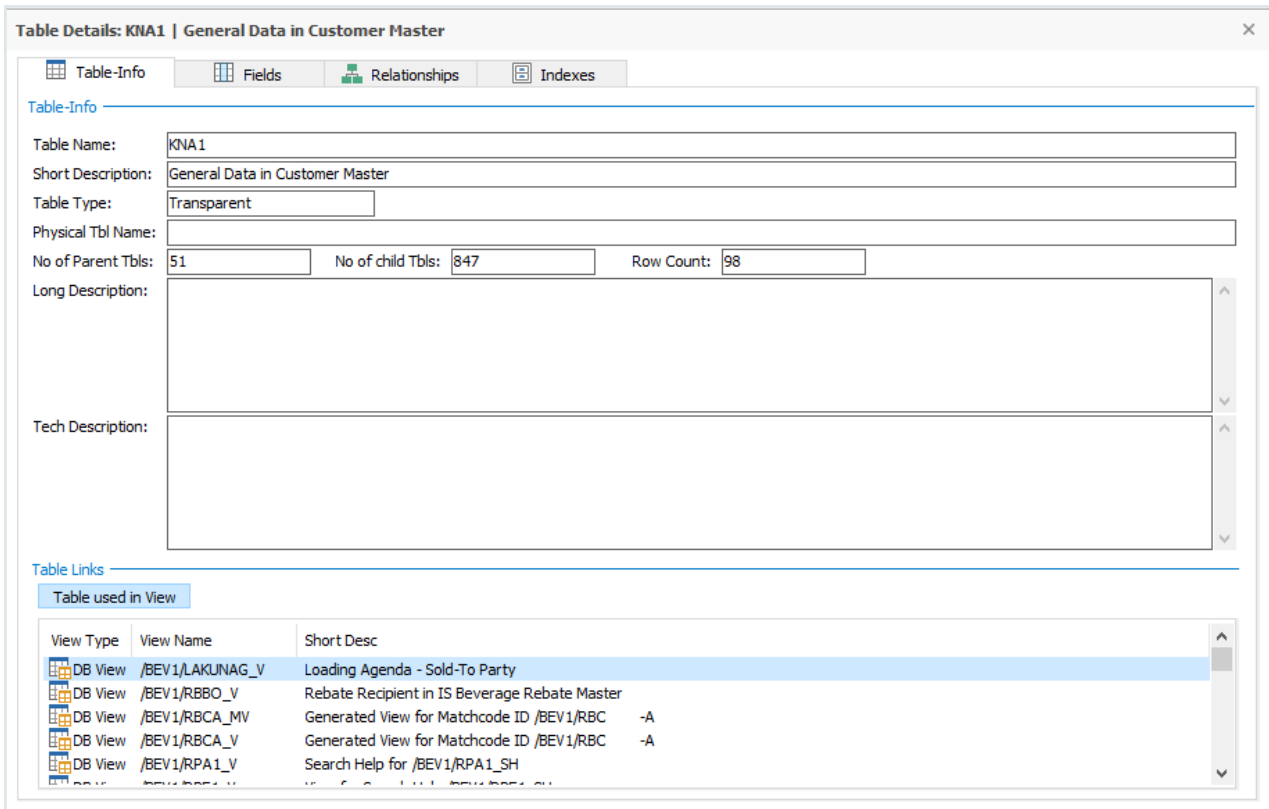 Table Details: KNA1 | General Data in Customer Master
Table-Info Fields Relationships Indexes
Table-Info
Table Name: KNA1
Short Description: General Data in Customer Master
Table Type: Transparent
Physical Tbl Name:
No of Parent Tbls: 51 No of child Tbls: 847 Row Count: 98
Long Description:
Tech Description:
Table Links
Table used in View
View Type View Name Short Desc
DB View /BEV1/LAKUNAG_V Loading Agenda - Sold-To Party
DB View /BEV1/RBBO_V Rebate Recipient in IS Beverage Rebate Master
DB View /BEV1/RBCA_MV Generated View for Matchcode ID /BEV1/RBC -A
DB View /BEV1/RBCA_V Generated View for Matchcode ID /BEV1/RBC -A
DB View /BEV1/RPA1_V Search Help for /BEV1/RPA1_SH